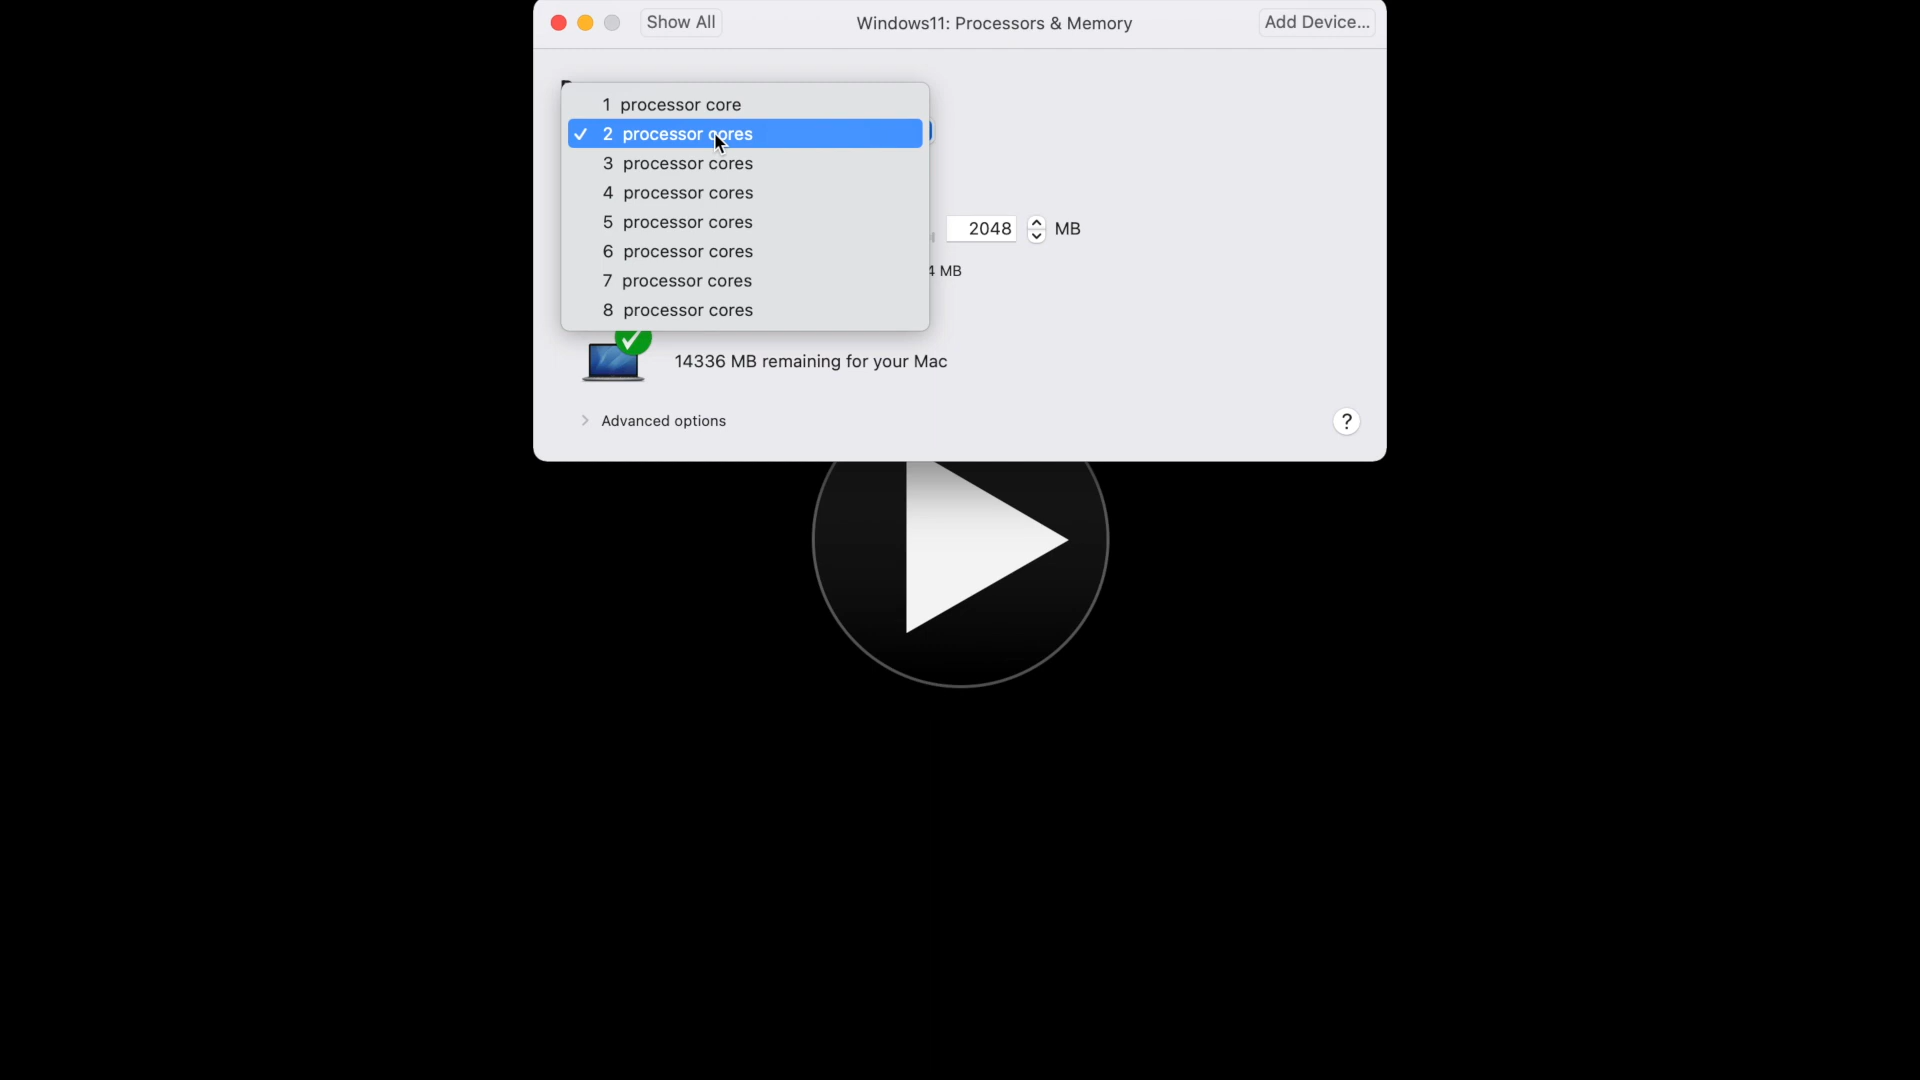 Show All
Windows11: Processors & Memory
Add Device...
1 processor core
✓ 2 processor cores
3 processor cores
4 processor cores
5 processor cores
6 processor cores
7 processor cores
8 processor cores
2048 MB
4 MB
14336 MB remaining for your Mac
Advanced options
?